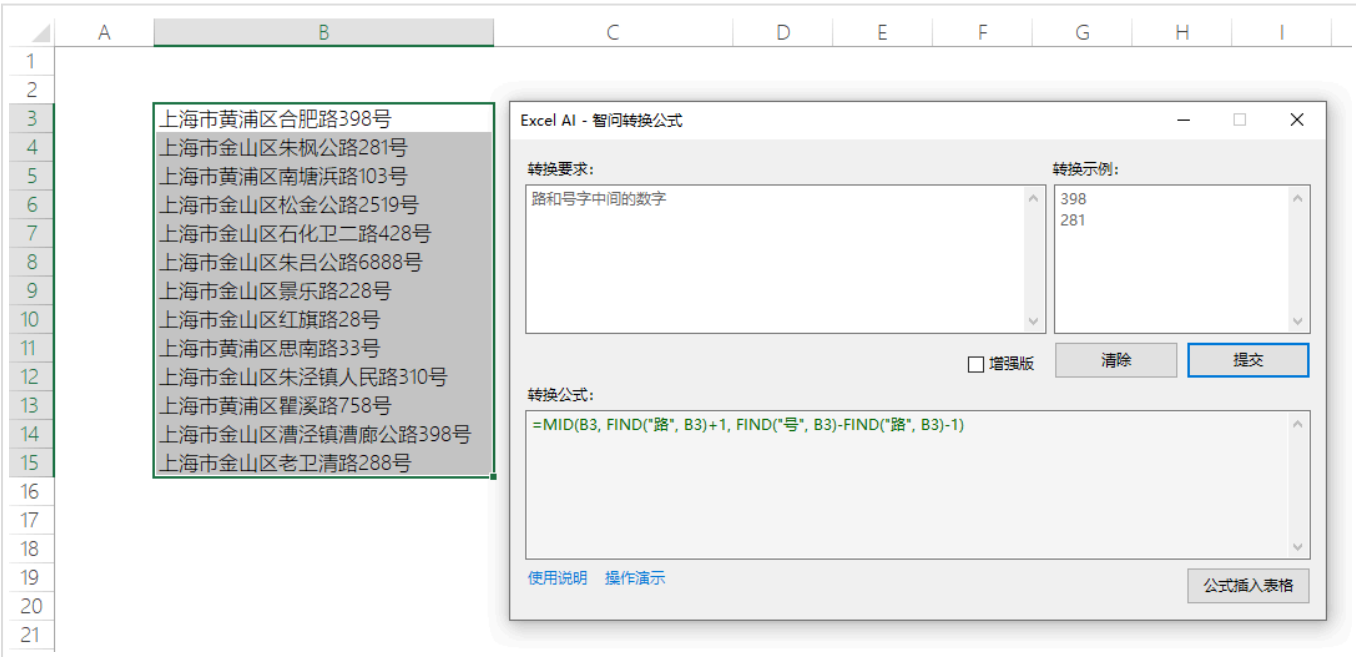 A B C D E F G H I
1
2
3 上海市黄浦区合肥路398号
4 上海市金山区朱枫公路281号
5 上海市黄浦区南塘浜路103号
6 上海市金山区松金公路2519号
7 上海市金山区石化卫二路428号
8 上海市金山区朱吕公路6888号
9 上海市金山区景乐路228号
10 上海市金山区红旗路28号
11 上海市黄浦区思南路33号
12 上海市金山区朱泾镇人民路310号
13 上海市黄浦区瞿溪路758号
14 上海市金山区漕泾镇漕廊公路398号
15 上海市金山区老卫清路288号
16
17
18
19
20
21
Excel AI - 智问转换公式
转换要求: 转换示例:
路和号字中间的数字 398
281
增强版 清除 提交
转换公式:
=MID(B3, FIND("路", B3)+1, FIND("号", B3)-FIND("路", B3)-1)
使用说明 操作演示
公式插入表格